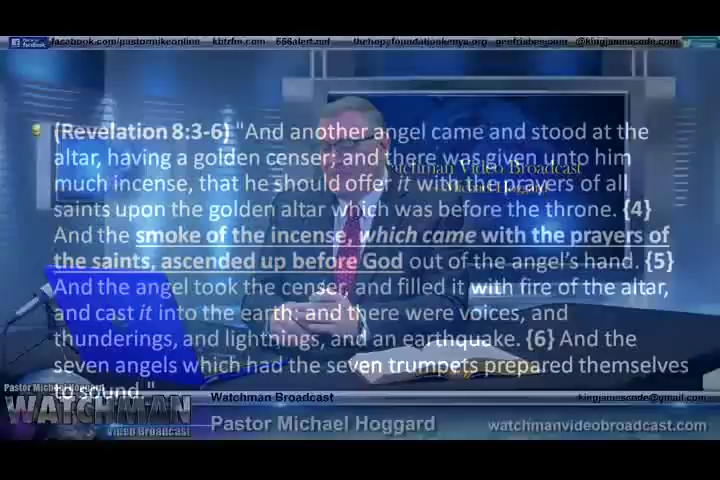 facebook.com/pastormikeonline kbtrfm.com 666alert.net thehopefoundationkenya.org @kingjamescode.com
(Revelation 8:3-6) "And another angel came and stood at the
altar, having a golden censer; and there was given unto him
much incense, that he should offer it with the prayers of all
saints upon the golden altar which was before the throne. {4}
And the smoke of the incense, which came with the prayers of
the saints, ascended up before God out of the angel's hand. {5}
And the angel took the censer, and filled it with fire of the altar,
and cast it into the earth: and there were voices, and
thunderings, and lightnings, and an earthquake. {6} And the
seven angels which had the seven trumpets prepared themselves
to sound."
Watchman Video Broadcast
Pastor Michael Hoggard
WATCHMAN
Video Broadcast
Watchman Broadcast
kingjamescode@gmail.com
Pastor Michael Hoggard
watchmanvideobroadcast.com